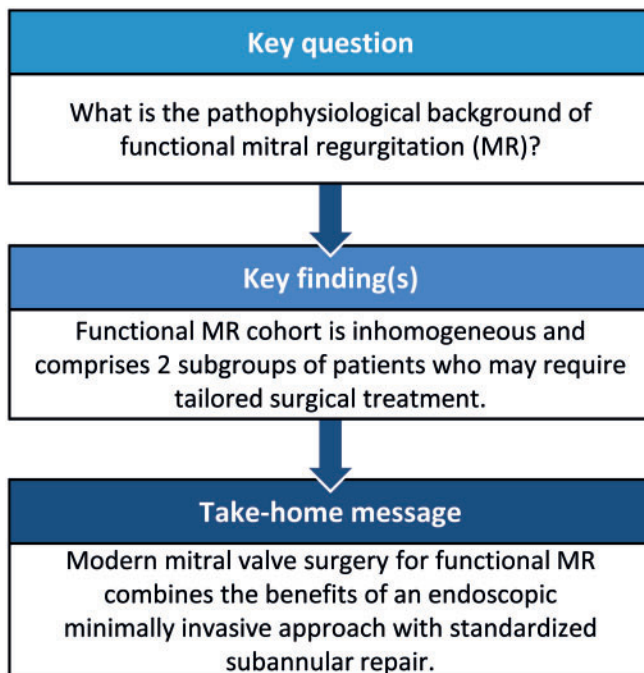 Key question
What is the pathophysiological background of
functional mitral regurgitation (MR)?
Key finding(s)
Functional MR cohort is inhomogeneous and
comprises 2 subgroups of patients who may require
tailored surgical treatment.
Take-home message
Modern mitral valve surgery for functional MR
combines the benefits of an endoscopic
minimally invasive approach with standardized
subannular repair.